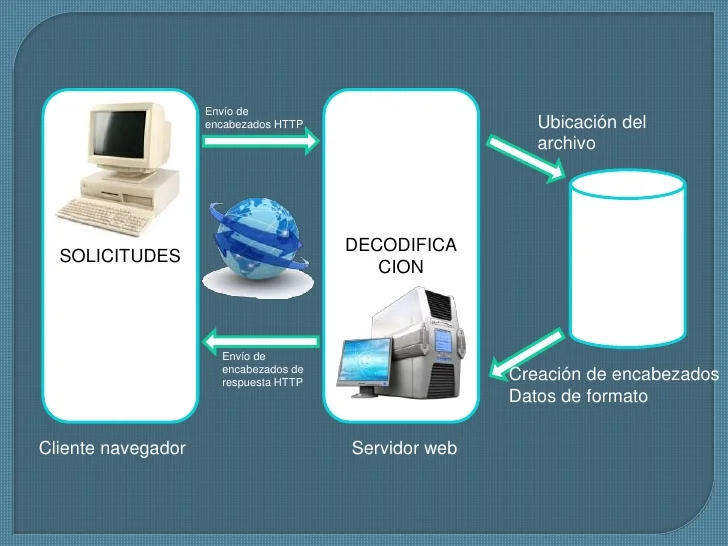 Envío de
encabezados HTTP
Ubicación del
archivo
SOLICITUDES
DECODIFICA
CION
Envío de
encabezados de
respuesta HTTP
Creación de encabezados
Datos de formato
Cliente navegador
Servidor web